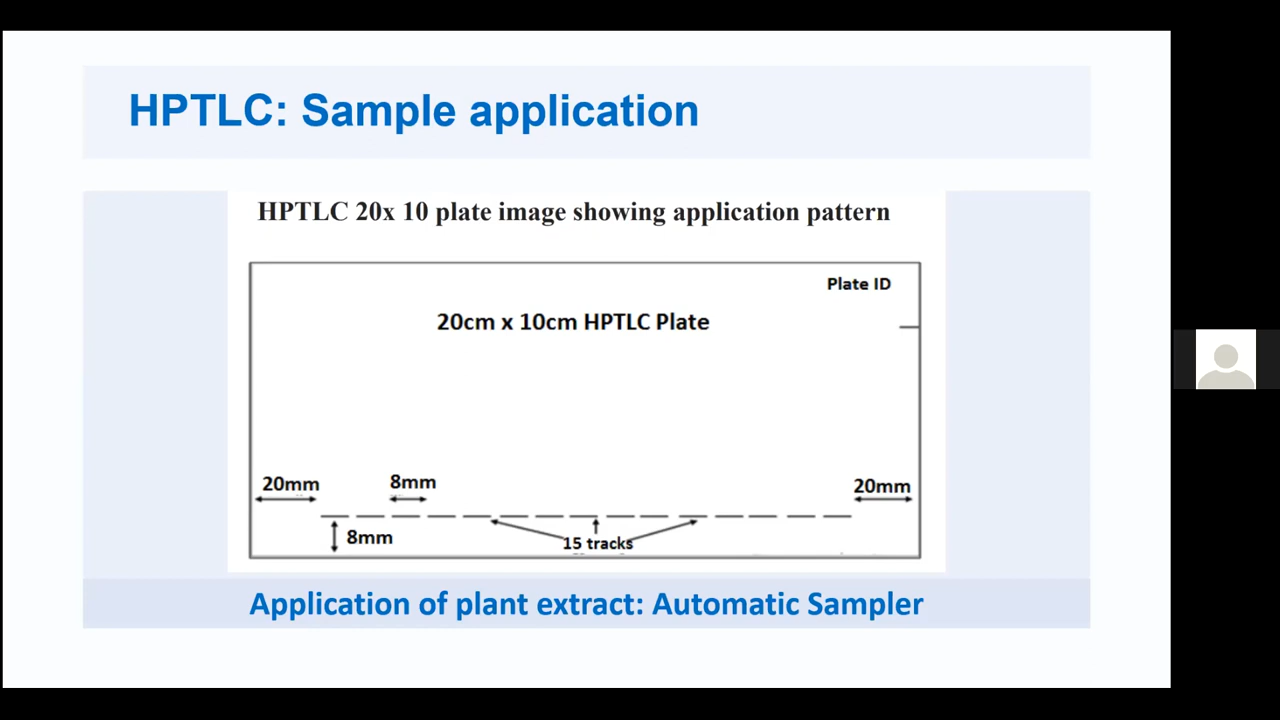 HPTLC: Sample application
HPTLC 20x 10 plate image showing application pattern
Plate ID
20cm x 10cm HPTLC Plate
20mm
8mm
20mm
8mm
15 tracks
Application of plant extract: Automatic Sampler